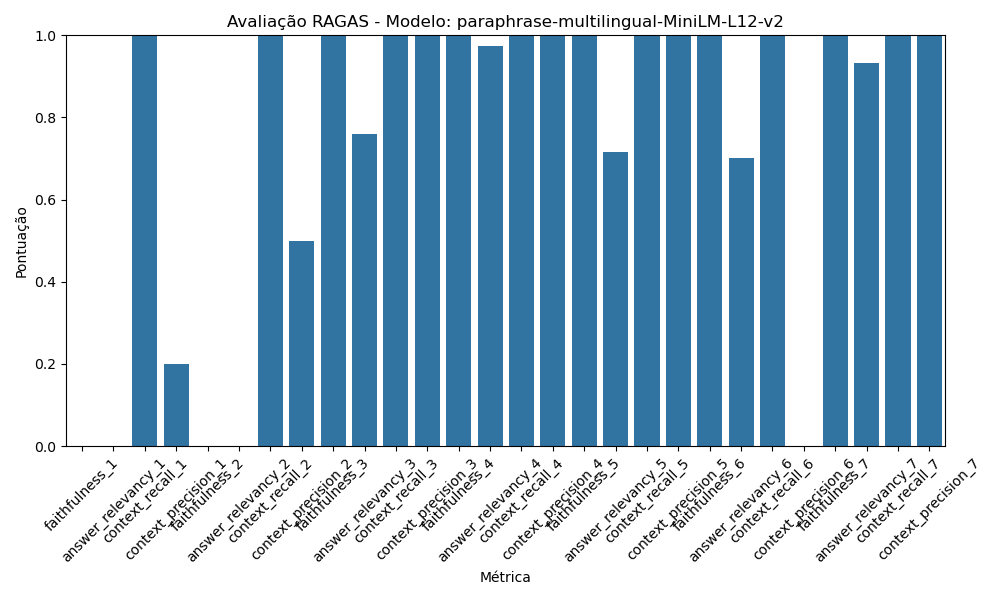 Avaliação RAGAS - Modelo: paraphrase-multilingual-MiniLM-L12-v2
1.0
0.8
0.6
0.4
0.2
0.0
Pontuação
faithfulness_1
answer_relevancy_1
context_recall_1
context_precision_1
faithfulness_2
answer_relevancy_2
context_recall_2
context_precision_2
faithfulness_3
answer_relevancy_3
context_recall_3
context_precision_3
faithfulness_4
answer_relevancy_4
context_recall_4
context_precision_4
faithfulness_5
answer_relevancy_5
context_recall_5
context_precision_5
faithfulness_6
answer_relevancy_6
context_recall_6
context_precision_6
faithfulness_7
answer_relevancy_7
context_recall_7
context_precision_7
Métrica